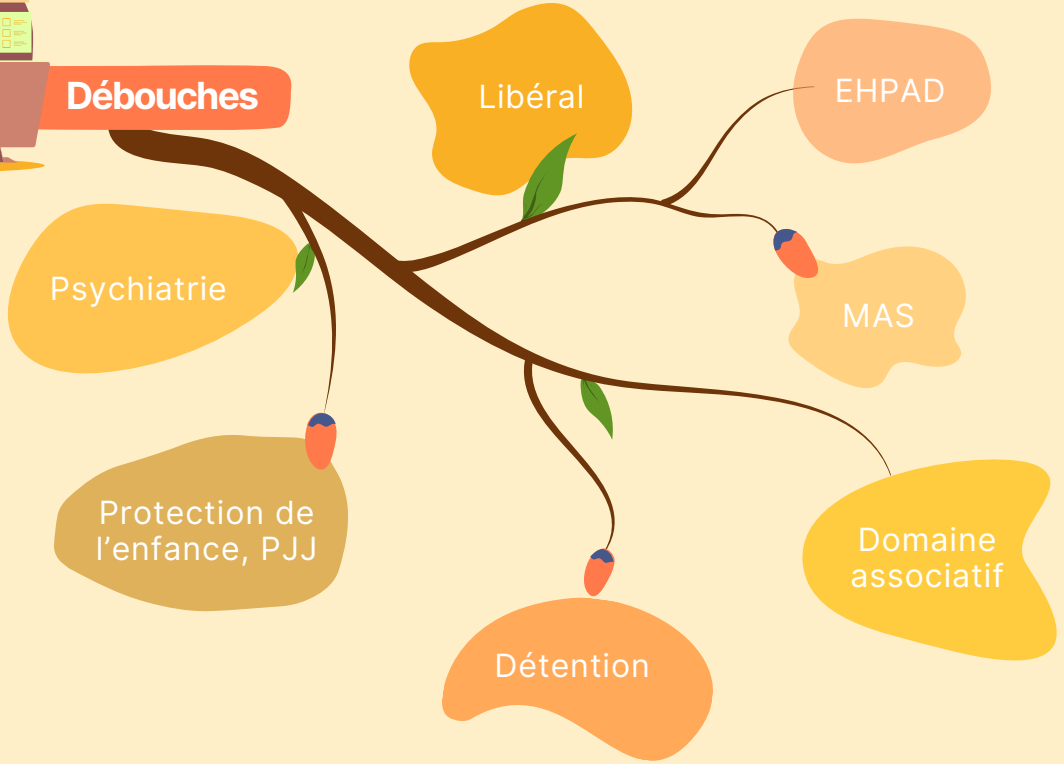 Débouches
Libéral
EHPAD
Psychiatrie
MAS
Protection de
l’enfance, PJJ
Domaine
associatif
Détention